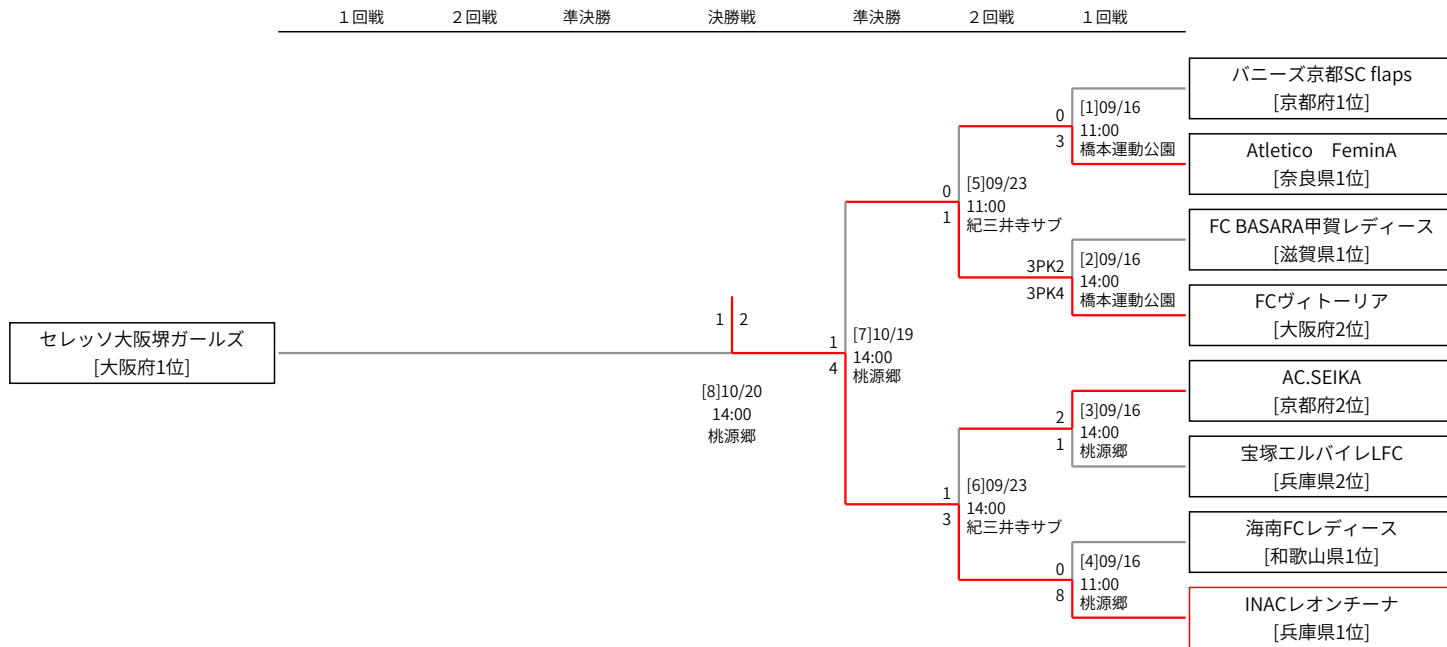 １回戦
２回戦
準決勝
決勝戦
準決勝
２回戦
１回戦
バニーズ京都SC flaps
[京都府1位]
0
3
[1]09/16
11:00
橋本運動公園
Atletico　FeminA
[奈良県1位]
0
1
[5]09/23
11:00
紀三井寺サブ
FC BASARA甲賀レディース
[滋賀県1位]
3PK2
3PK4
[2]09/16
14:00
橋本運動公園
FCヴィトーリア
[大阪府2位]
セレッソ大阪堺ガールズ
[大阪府1位]
1
2
[8]10/20
14:00
桃源郷
1
4
[7]10/19
14:00
桃源郷
AC.SEIKA
[京都府2位]
2
1
[3]09/16
14:00
桃源郷
宝塚エルバイレLFC
[兵庫県2位]
1
3
[6]09/23
14:00
紀三井寺サブ
海南FCレディース
[和歌山県1位]
0
8
[4]09/16
11:00
桃源郷
INACレオンチーナ
[兵庫県1位]